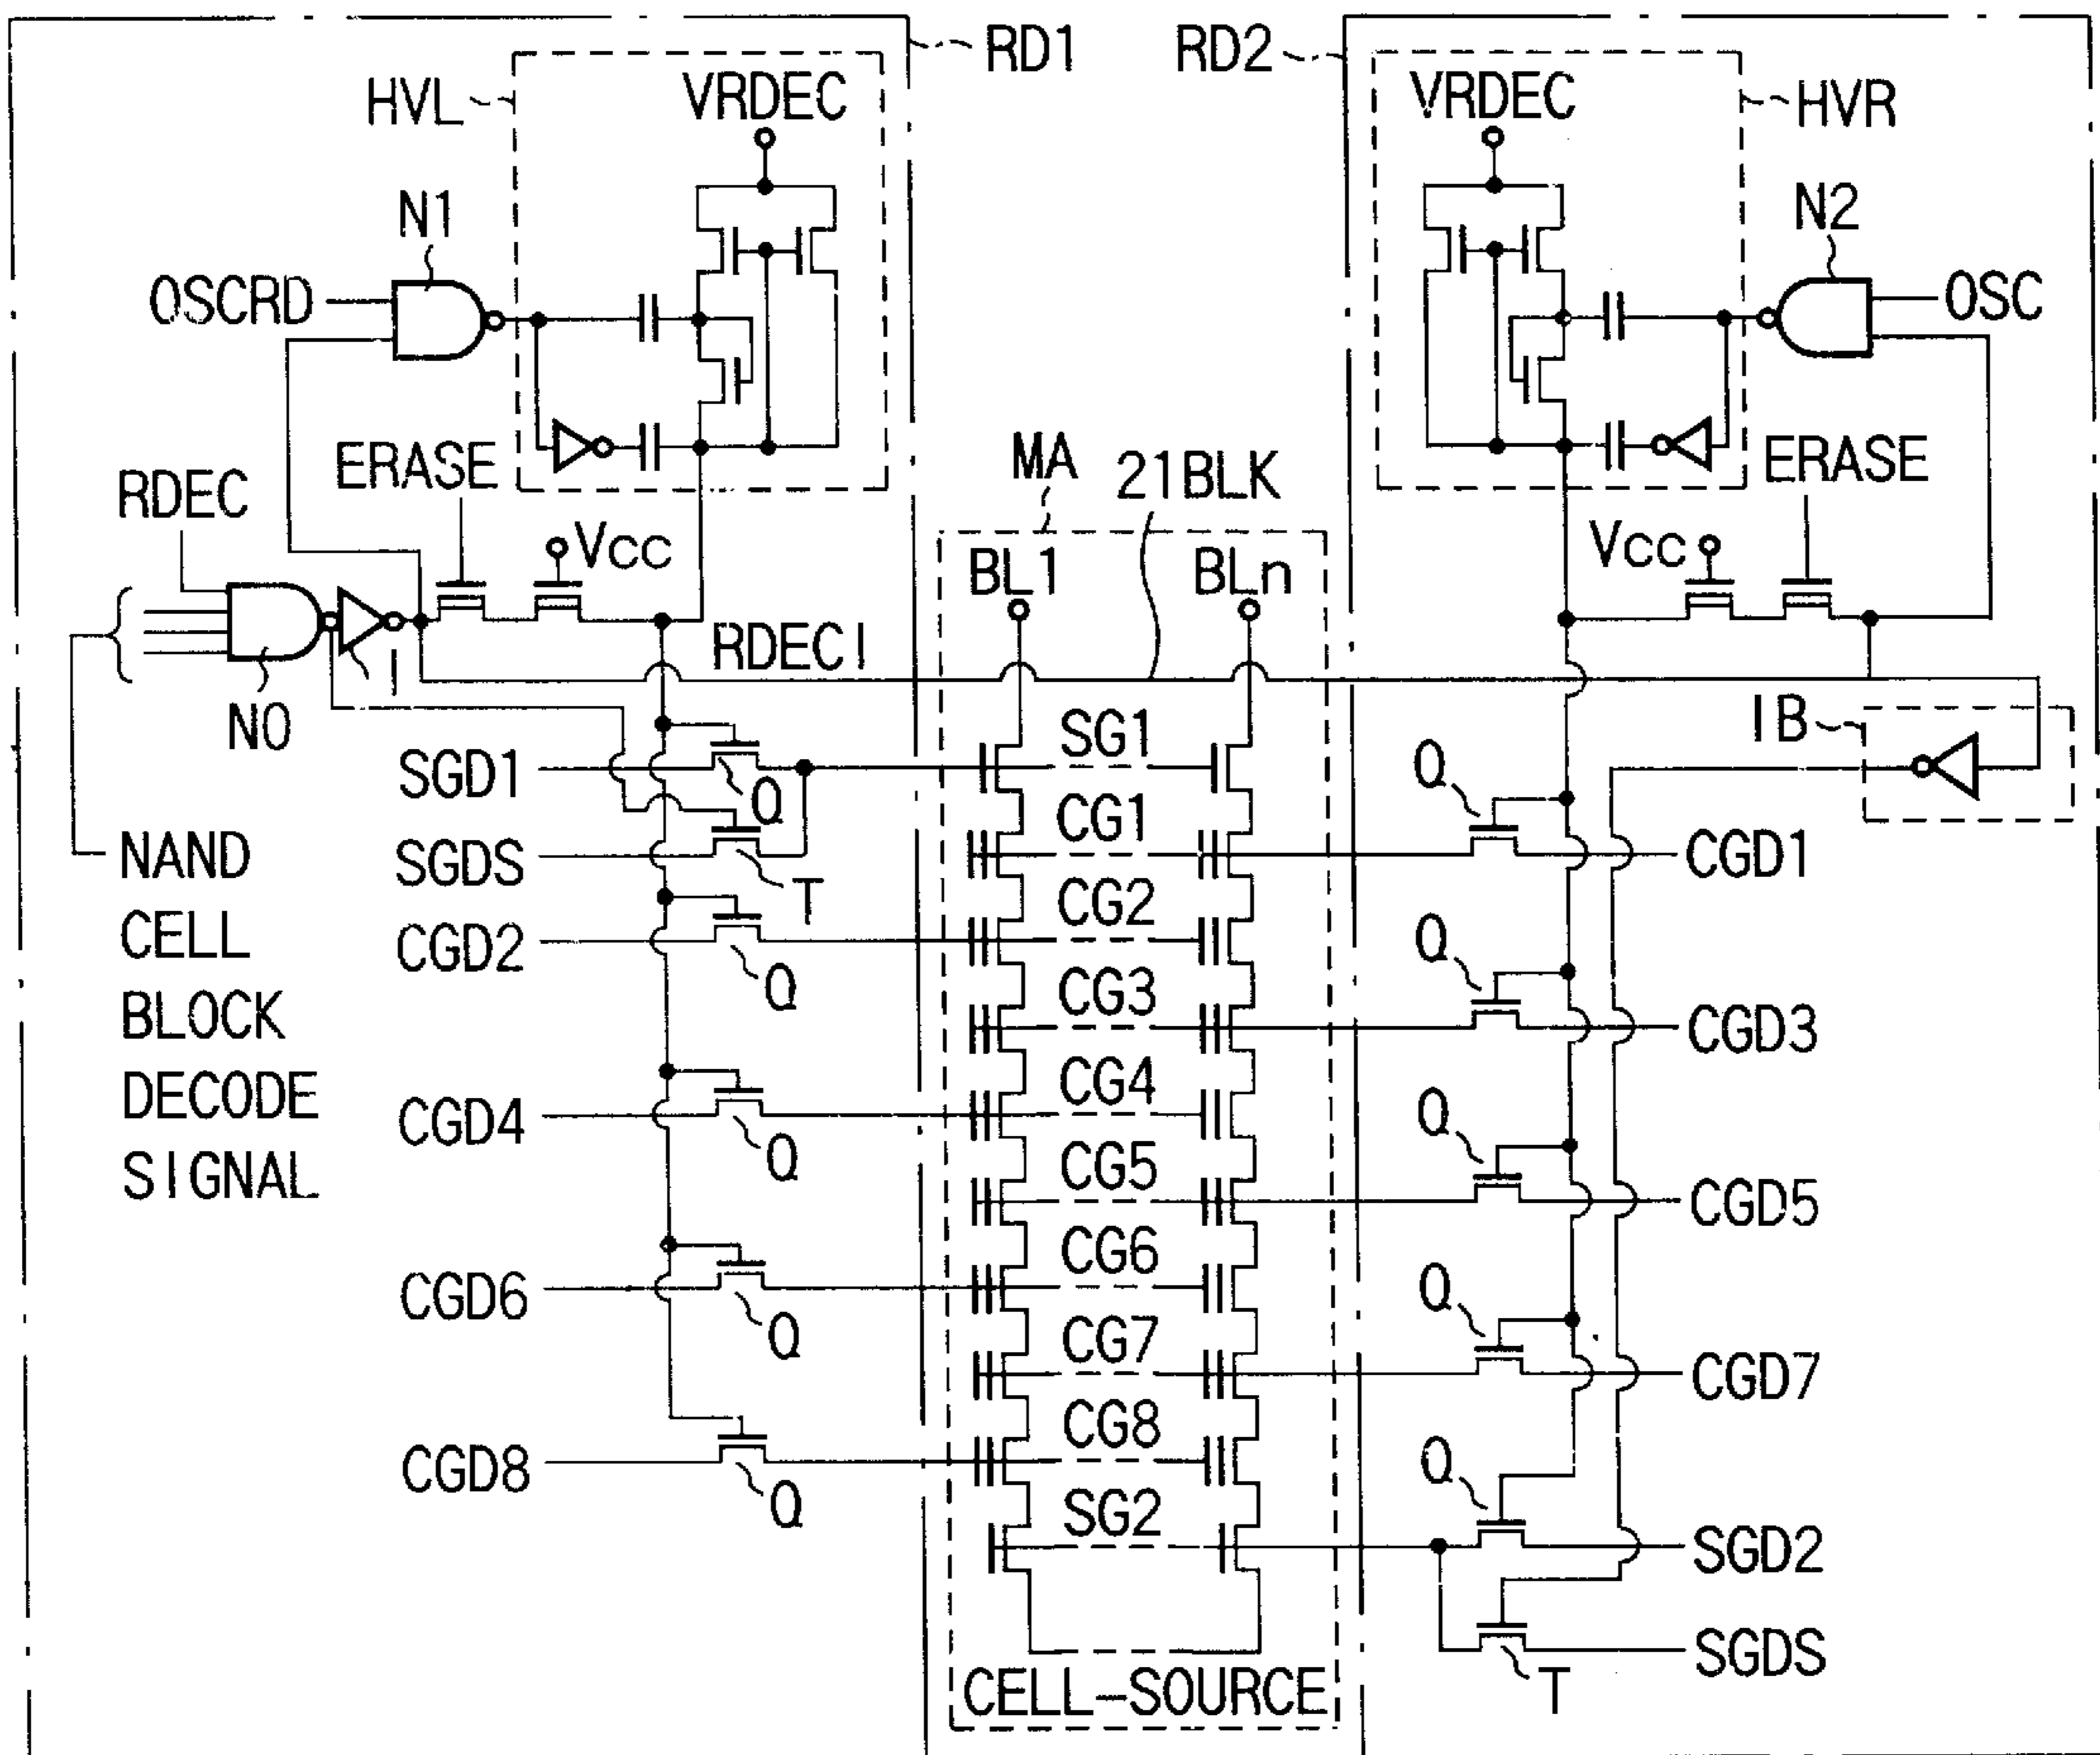 RD1
RD2
HVL
VRDEC
VRDEC
HVR
N1
N2
OSCRD
OSC
ERASE
MA
21BLK
ERASE
RDEC
VCC
BL1
BLn
VCC
RDECI
I
N0
IB
SGD1
Q
SG1
Q
CG1
CGD1
SGDS
T
NAND
CELL
BLOCK
DECODE
SIGNAL
CGD2
Q
CG2
Q
CG3
CGD3
CGD4
Q
CG4
Q
CG5
CGD5
CGD6
Q
CG6
Q
CG7
CGD7
CGD8
Q
CG8
Q
SG2
SGD2
SGDS
T
CELL-SOURCE